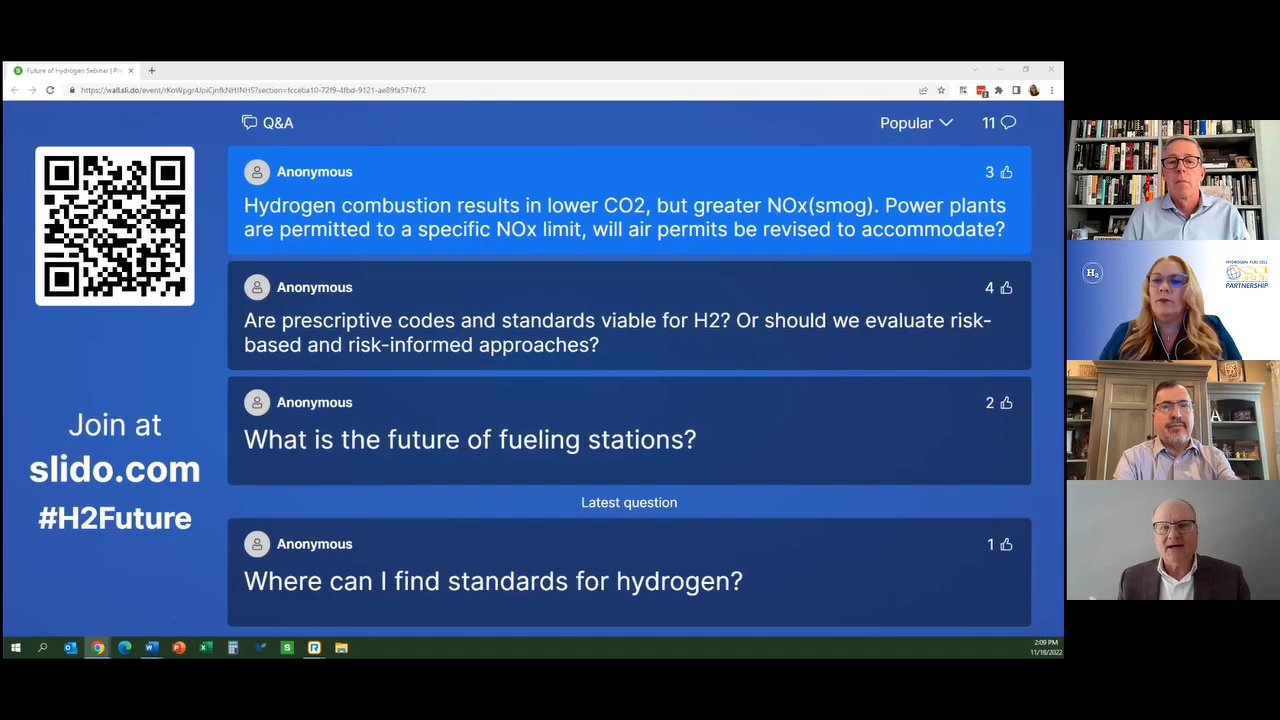 Future of Hydrogen Sebinar | Pr
https://wall.sli.do/event/rKoWpgr4JpiCjnfkNHJNHS?section=fcceba10-72f9-4fbd-9121-ae89fa571672
Q&A
Popular
11
Anonymous
3
Hydrogen combustion results in lower CO2, but greater NOx(smog). Power plants
are permitted to a specific NOx limit, will air permits be revised to accommodate?
Anonymous
4
Are prescriptive codes and standards viable for H2? Or should we evaluate risk-
based and risk-informed approaches?
Anonymous
2
What is the future of fueling stations?
Latest question
Anonymous
1
Where can I find standards for hydrogen?
Join at
slido.com
#H2Future
2:09 PM
11/18/2022
H2
HYDROGEN FUEL CELL
PARTNERSHIP